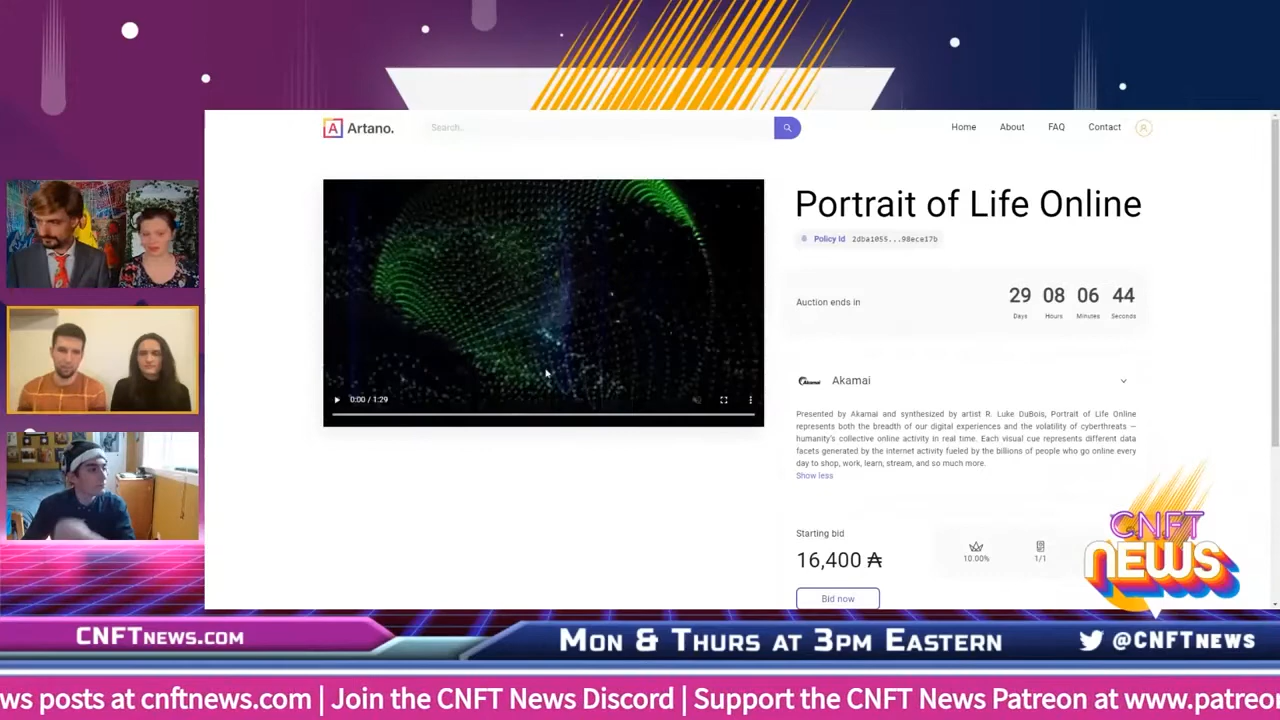 A Artano.
Search..
Home About FAQ Contact
Portrait of Life Online
Policy Id 2dba1055...98ece17b
Auction ends in
29 08 06 44
Days Hours Minutes Seconds
Akamai Akamai
Presented by Akamai and synthesized by artist R. Luke DuBois, Portrait of Life Online
represents both the breadth of our digital experiences and the volatility of cyberthreats —
humanity's collective online activity in real time. Each visual cue represents different data
facets generated by the internet activity fueled by the billions of people who go online every
day to shop, work, learn, stream, and so much more.
Show less
0:00 / 1:29
Starting bid
16,400 ₳
10.00% 1/1
Bid now
CNFT
NEWS
CNFTNEWS.COM
MON & THURS AT 3PM EASTERN
@CNFTNEWS
ws posts at cnftnews.com | Join the CNFT News Discord | Support the CNFT News Patreon at www.patreo